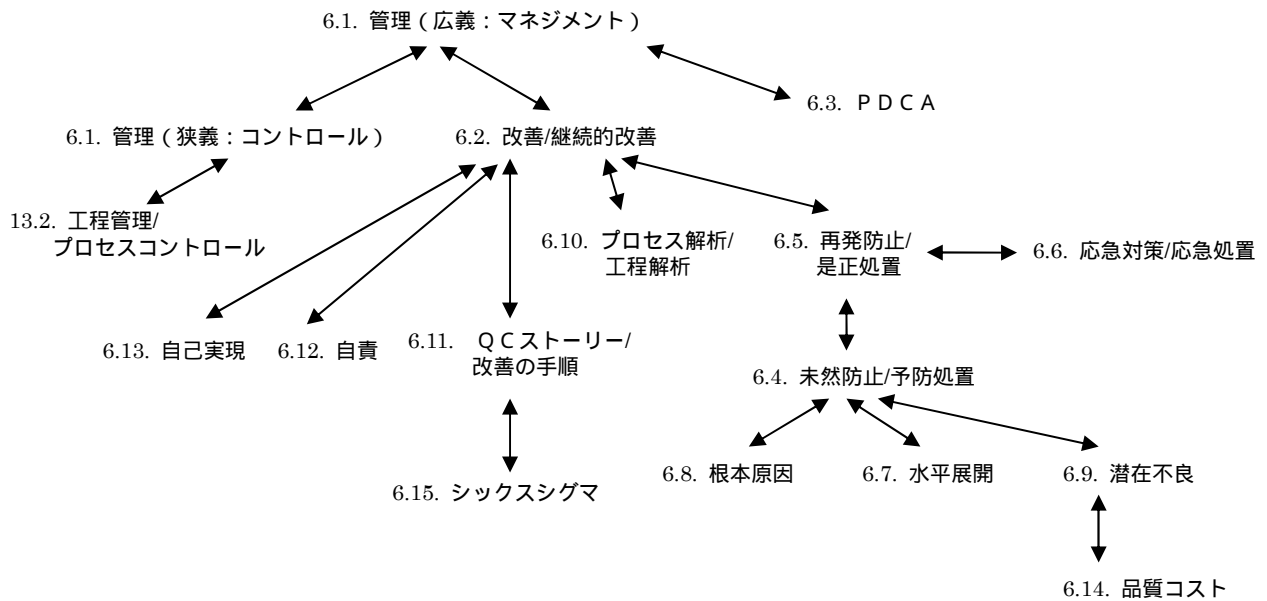 6.1. 管理（広義：マネジメント）
6.3. ＰＤＣＡ
6.1. 管理（狭義：コントロール）
6.2. 改善/継続的改善
13.2. 工程管理/
プロセスコントロール
6.10. プロセス解析/
工程解析
6.5. 再発防止/
是正処置
6.6. 応急対策/応急処置
6.13. 自己実現
6.12. 自責
6.11. ＱＣストーリー/
改善の手順
6.4. 未然防止/予防処置
6.8. 根本原因
6.7. 水平展開
6.9. 潜在不良
6.15. シックスシグマ
6.14. 品質コスト